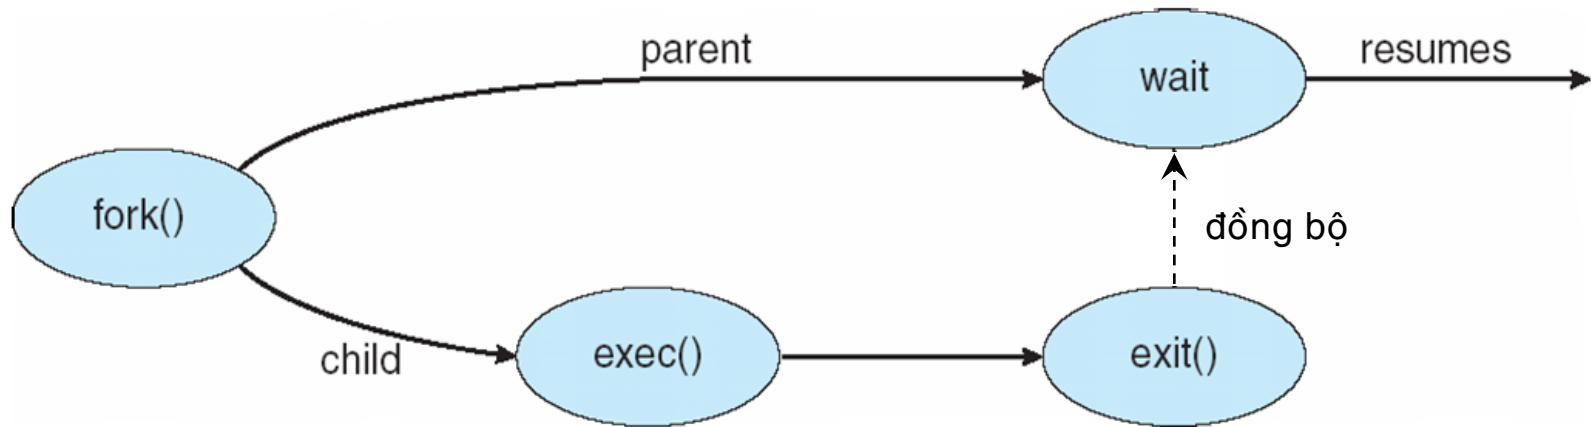 parent
wait
resumes
fork()
đồng bộ
child
exec()
exit()